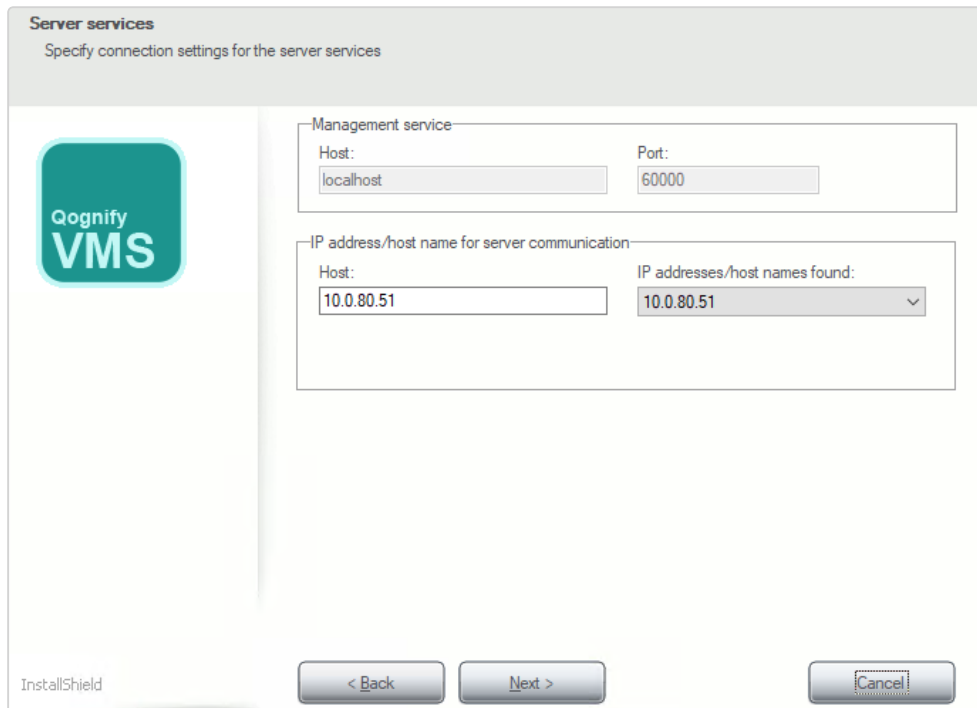 Server services
Specify connection settings for the server services
Qognify
VMS
Management service
Host: Port:
localhost 60000
IP address/host name for server communication
Host: IP addresses/host names found:
10.0.80.51 10.0.80.51
InstallShield
< Back Next > Cancel